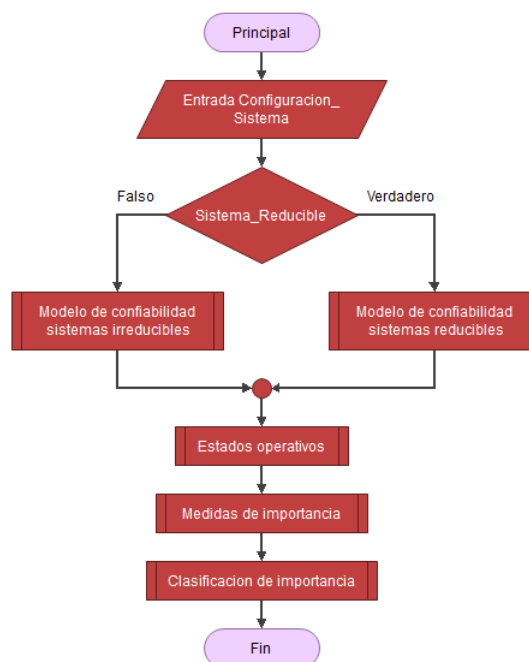 Principal
Entrada Configuracion_
Sistema
Falso
Verdadero
Sistema_Reducible
Modelo de confiabilidad
sistemas irreducibles
Modelo de confiabilidad
sistemas reducibles
Estados operativos
Medidas de importancia
Clasificacion de importancia
Fin